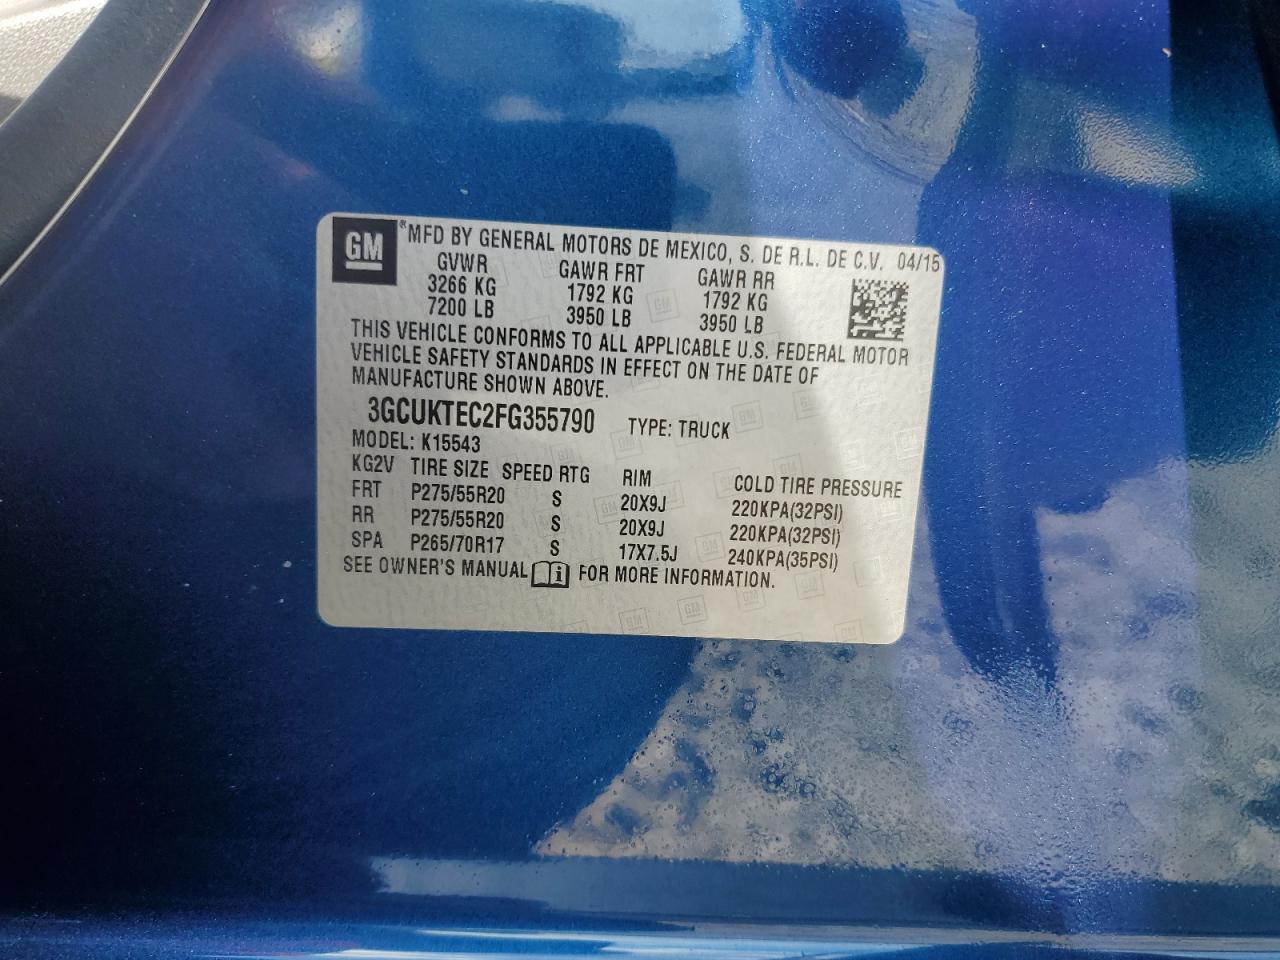 GM *MFD BY GENERAL MOTORS DE MEXICO, S. DE R.L. DE C.V. 04/15
GVWR GAWR FRT GAWR RR
3266 KG 1792 KG 1792 KG
7200 LB 3950 LB 3950 LB
THIS VEHICLE CONFORMS TO ALL APPLICABLE U.S. FEDERAL MOTOR
VEHICLE SAFETY STANDARDS IN EFFECT ON THE DATE OF
MANUFACTURE SHOWN ABOVE.
3GCUKTEC2FG355790 TYPE: TRUCK
MODEL: K15543
KG2V TIRE SIZE SPEED RTG RIM COLD TIRE PRESSURE
FRT P275/55R20 S 20X9J 220KPA(32PSI)
RR P275/55R20 S 20X9J 220KPA(32PSI)
SPA P265/70R17 S 17X7.5J 240KPA(35PSI)
SEE OWNER'S MANUAL FOR MORE INFORMATION.